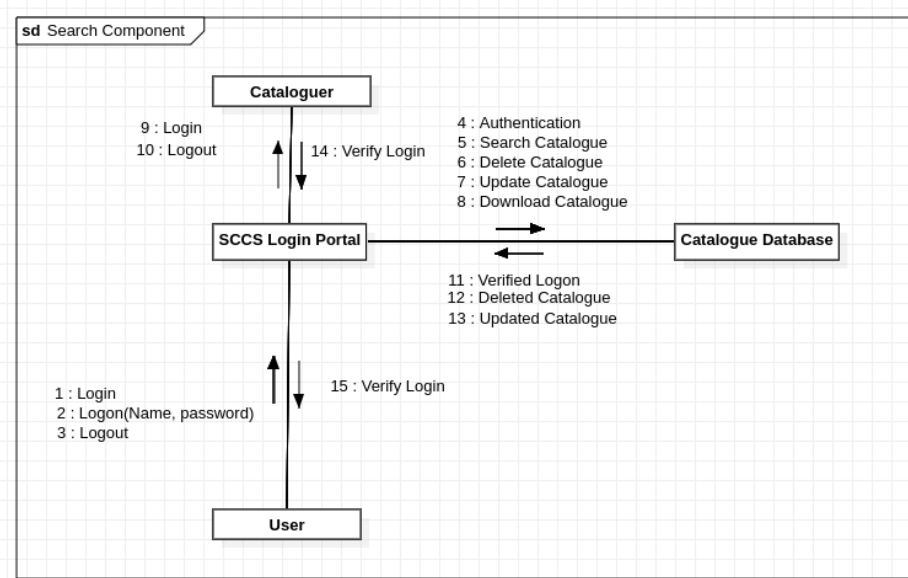 sd Search Component
Cataloguer
9 : Login
10 : Logout
14 : Verify Login
4 : Authentication
5 : Search Catalogue
6 : Delete Catalogue
7 : Update Catalogue
8 : Download Catalogue
SCCS Login Portal
Catalogue Database
11 : Verified Logon
12 : Deleted Catalogue
13 : Updated Catalogue
15 : Verify Login
1 : Login
2 : Logon(Name, password)
3 : Logout
User